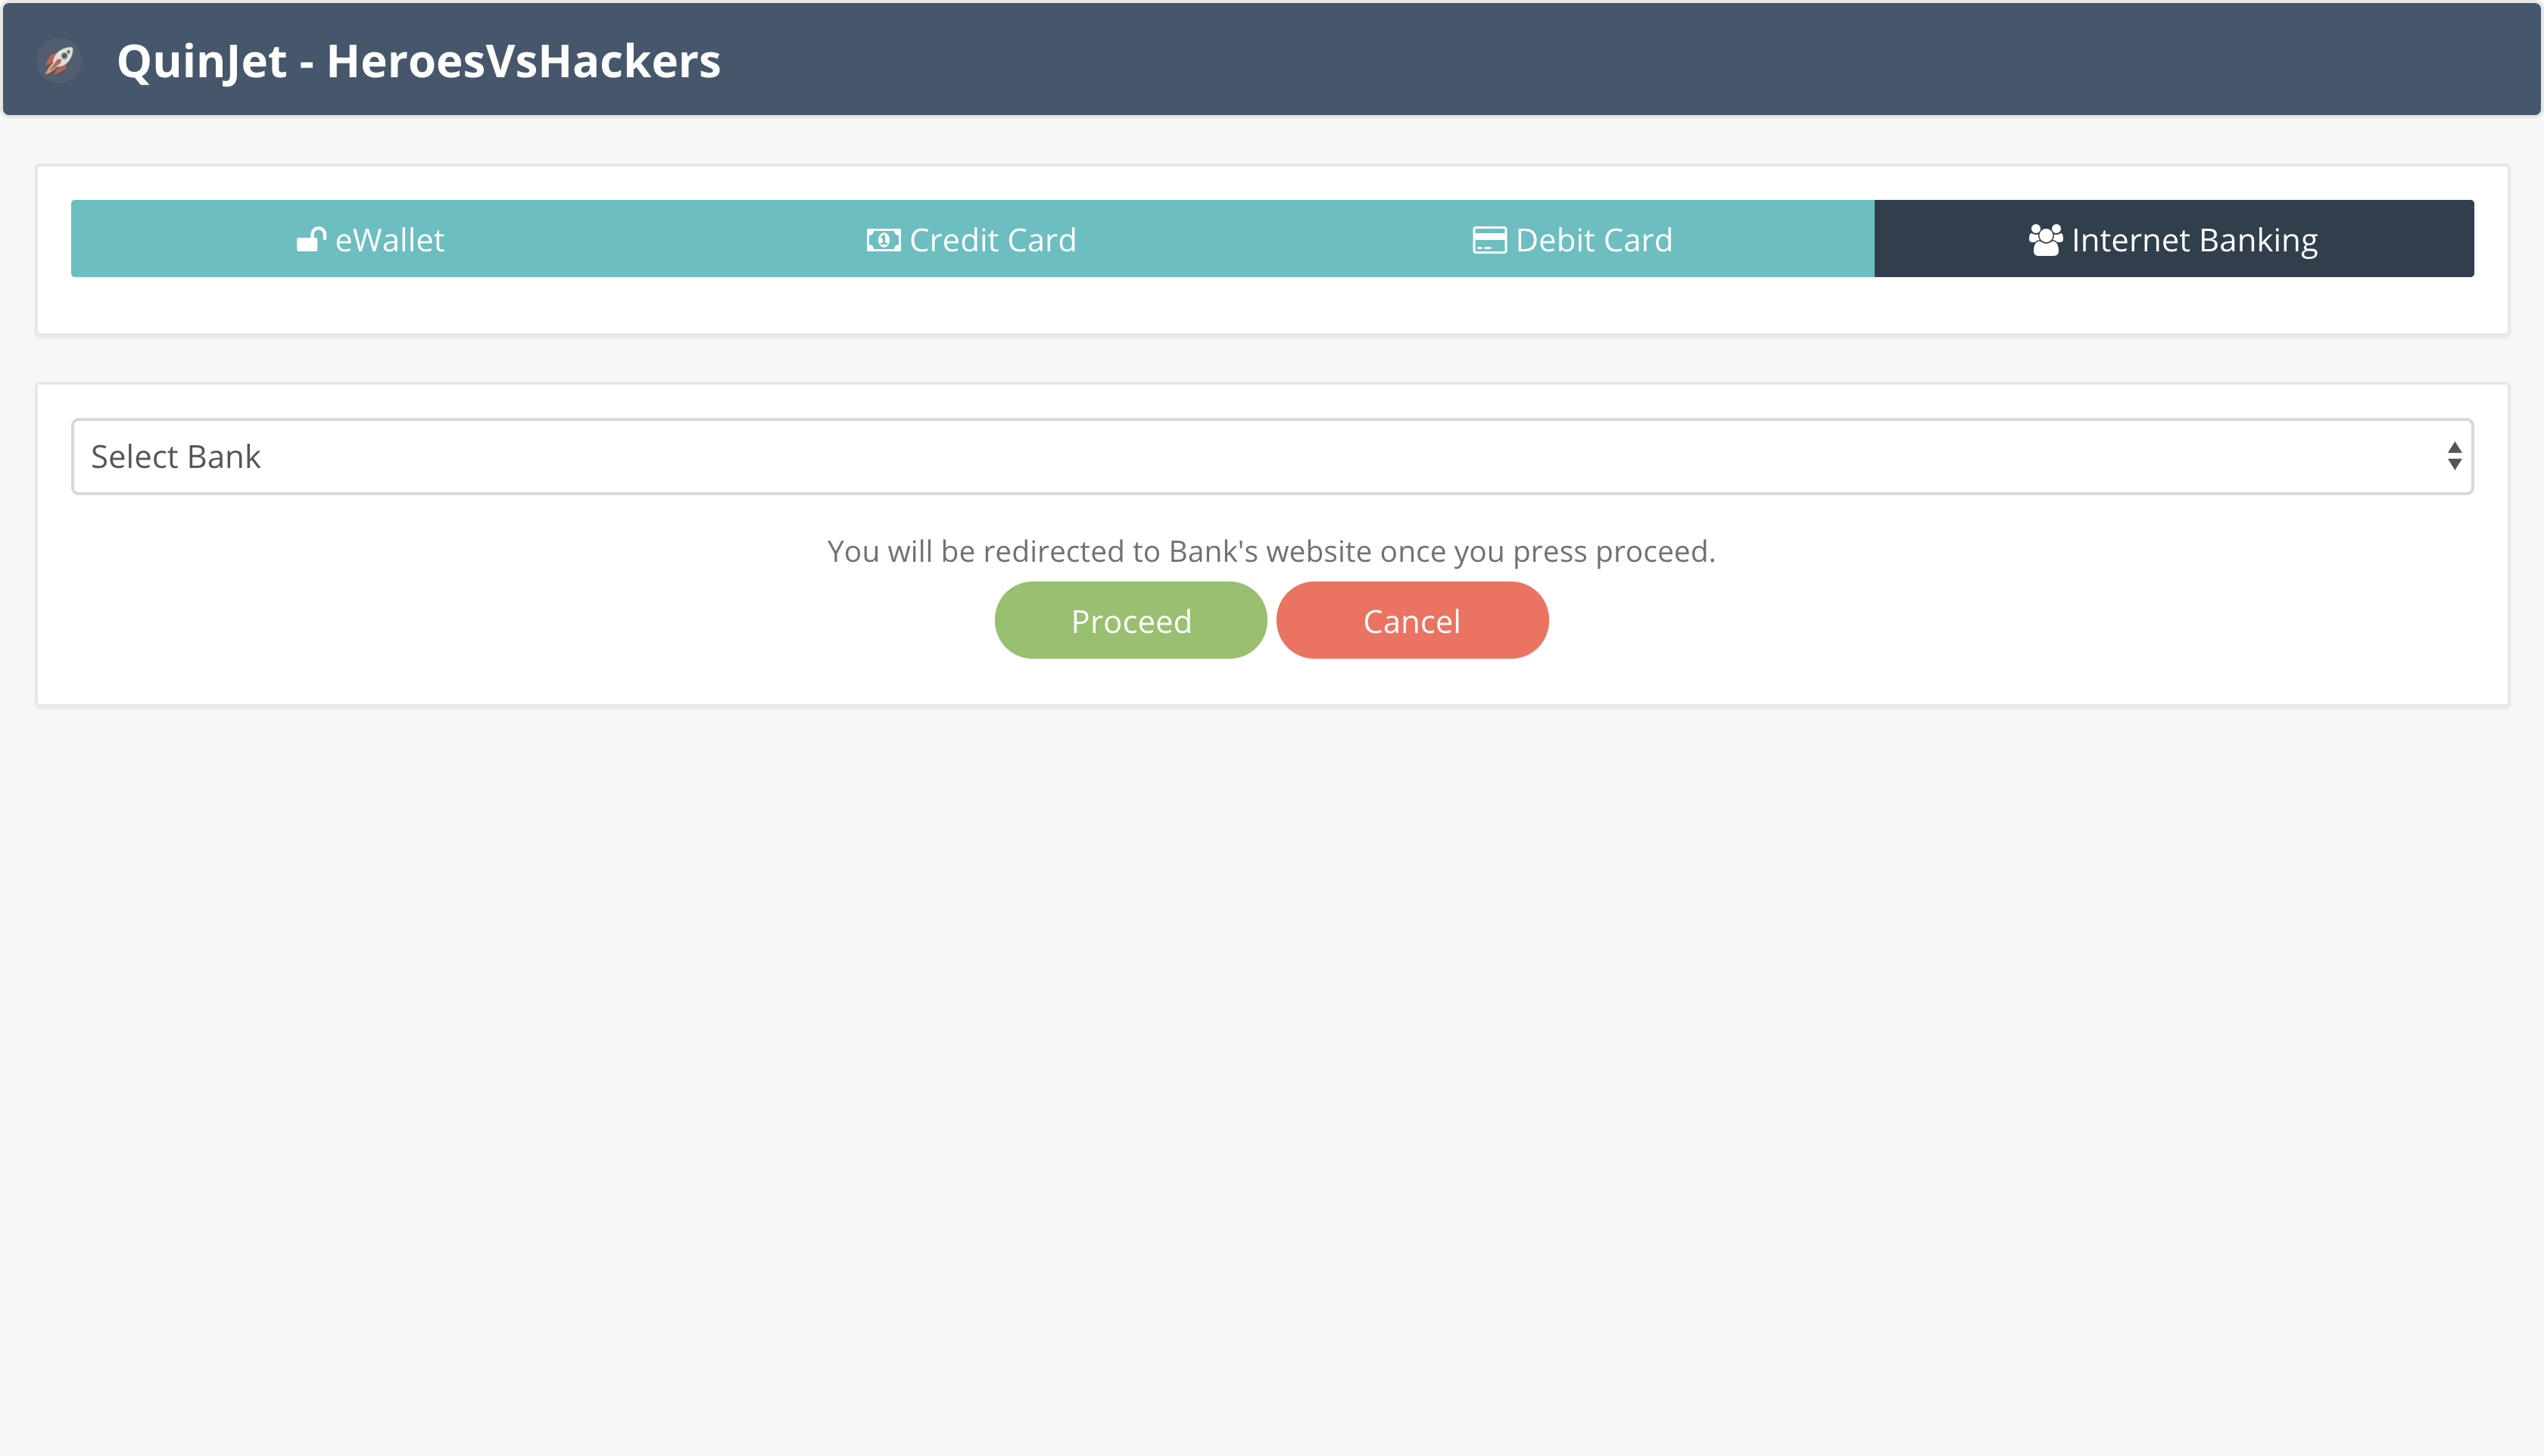 QuinJet - HeroesVsHackers
eWallet
Credit Card
Debit Card
Internet Banking
Select Bank
You will be redirected to Bank's website once you press proceed.
Proceed
Cancel